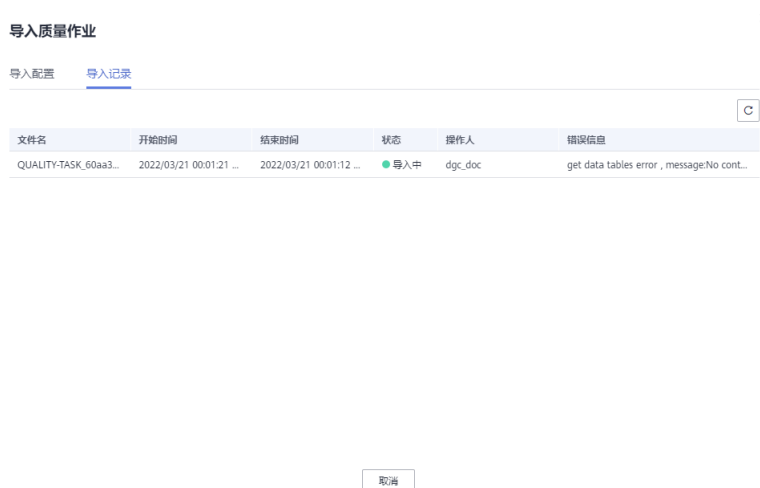 导入质量作业
导入配置 导入记录
文件名 开始时间 结束时间 状态 操作人 错误信息
QUALITY-TASK_60aa3... 2022/03/21 00:01:21 ... 2022/03/21 00:01:12 ... 导入中 dgc_doc get data tables error , message:No cont...
取消